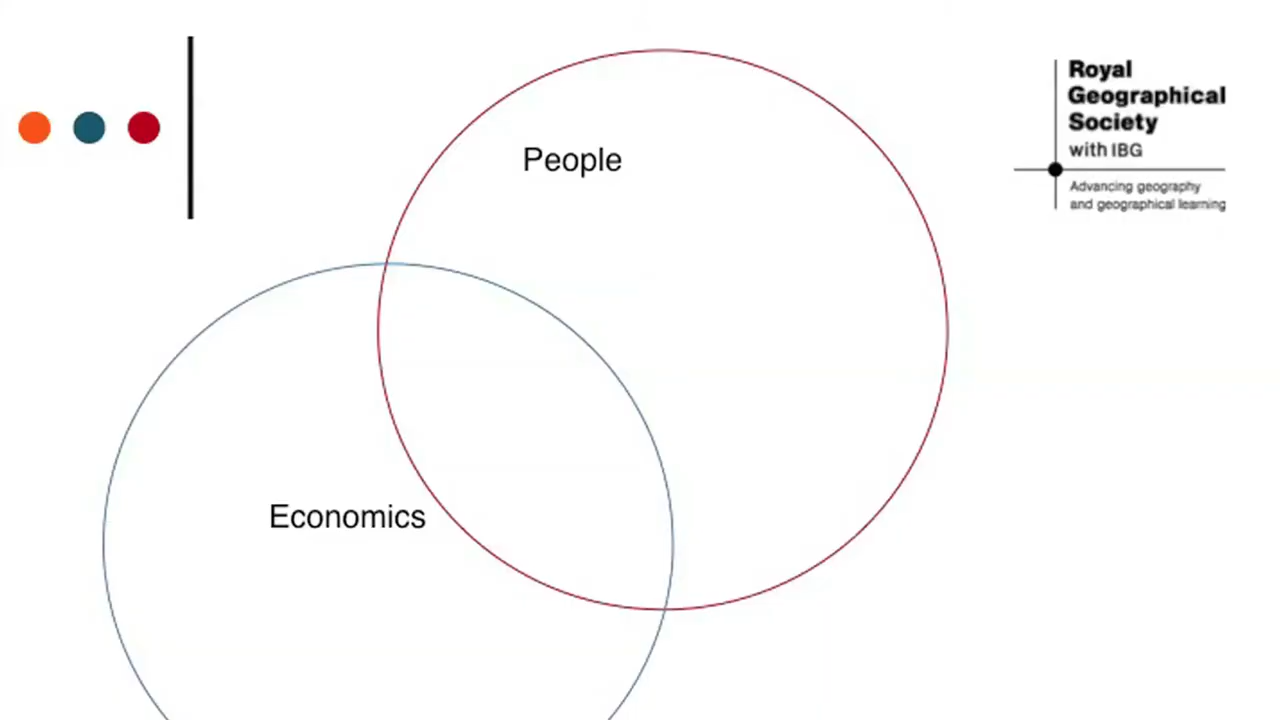 People
Economics
Royal
Geographical
Society
with IBG
Advancing geography
and geographical learning